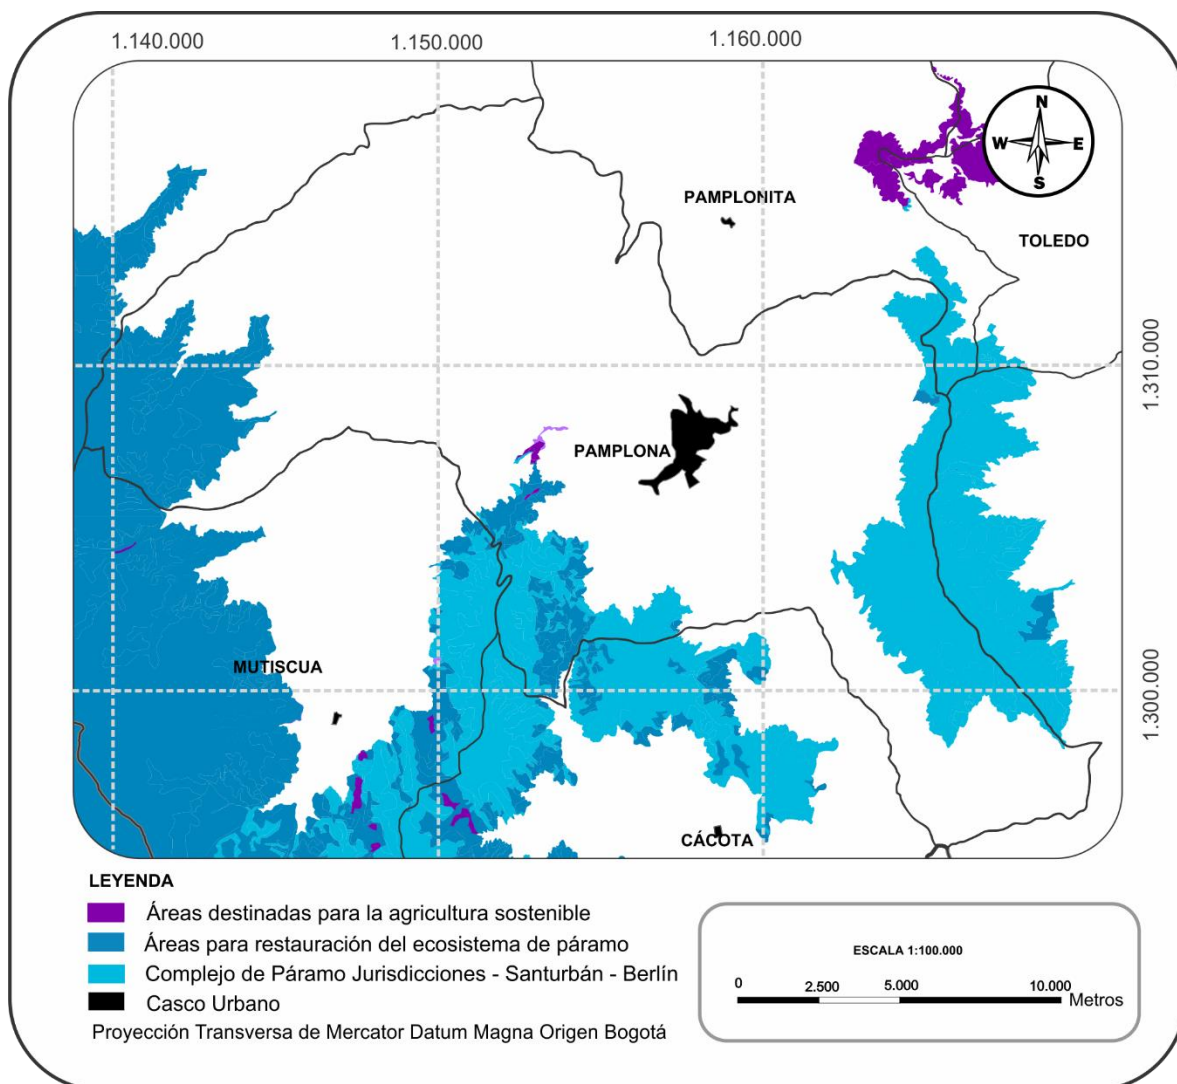 1.140.000
1.150.000
1.160.000
N
W E
S
PAMPLONITA
TOLEDO
1.310.000
PAMPLONA
MUTISCUA
1.300.000
CÁCOTA
LEYENDA
Áreas destinadas para la agricultura sostenible
Áreas para restauración del ecosistema de páramo
Complejo de Páramo Jurisdicciones - Santurbán - Berlín
Casco Urbano
Proyección Transversa de Mercator Datum Magna Origen Bogotá
ESCALA 1:100.000
0 2.500 5.000 10.000
Metros